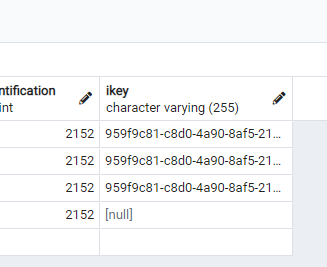 ntification ikey
int character varying (255)
2152 959f9c81-c8d0-4a90-8af5-21...
2152 959f9c81-c8d0-4a90-8af5-21...
2152 959f9c81-c8d0-4a90-8af5-21...
2152 [null]